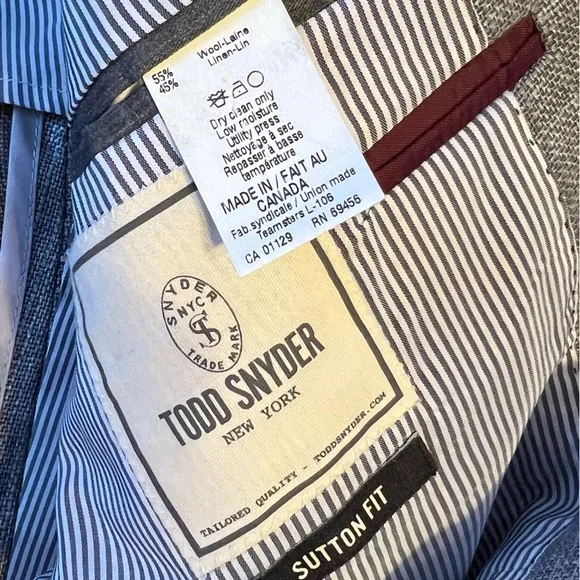 55% Wool-Laine
45% Linen-Lin
Dry clean only
Low moisture
Utility press
Nettoyage à sec
Repasser à basse
température
MADE IN / FAIT AU
CANADA
Fab.syndicale / Union made
Teamsters L-106
CA 01129 RN 69456
SNYDER
NYC
TS
TRADE MARK
TODD SNYDER
NEW YORK
TAILORED QUALITY - TODDSNYDER.COM
SUTTON FIT